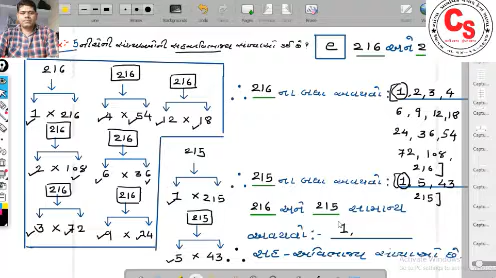 5 નીચેની સંખ્યાઓની સહઅવિભાજ્ય સંખ્યાઓ છે કે? e 216 અને 2
CS
216
216
216
1 × 216
4 × 54
12 × 18
216
216
2 × 108
6 × 36
216
216
3 × 72
9 × 24
215
1 × 215
215
5 × 43
∴ 216 ના બધા અવયવો : 1, 2, 3, 4
6, 9, 12, 18
24, 36, 54
72, 108,
216]
∴ 215 ના બધા અવયવો : 1 5, 43
215]
216 અને 215 સામાન્ય
અવયવો :- 1,
∴ સહ-અવિભાજ્ય સંખ્યાઓ છે